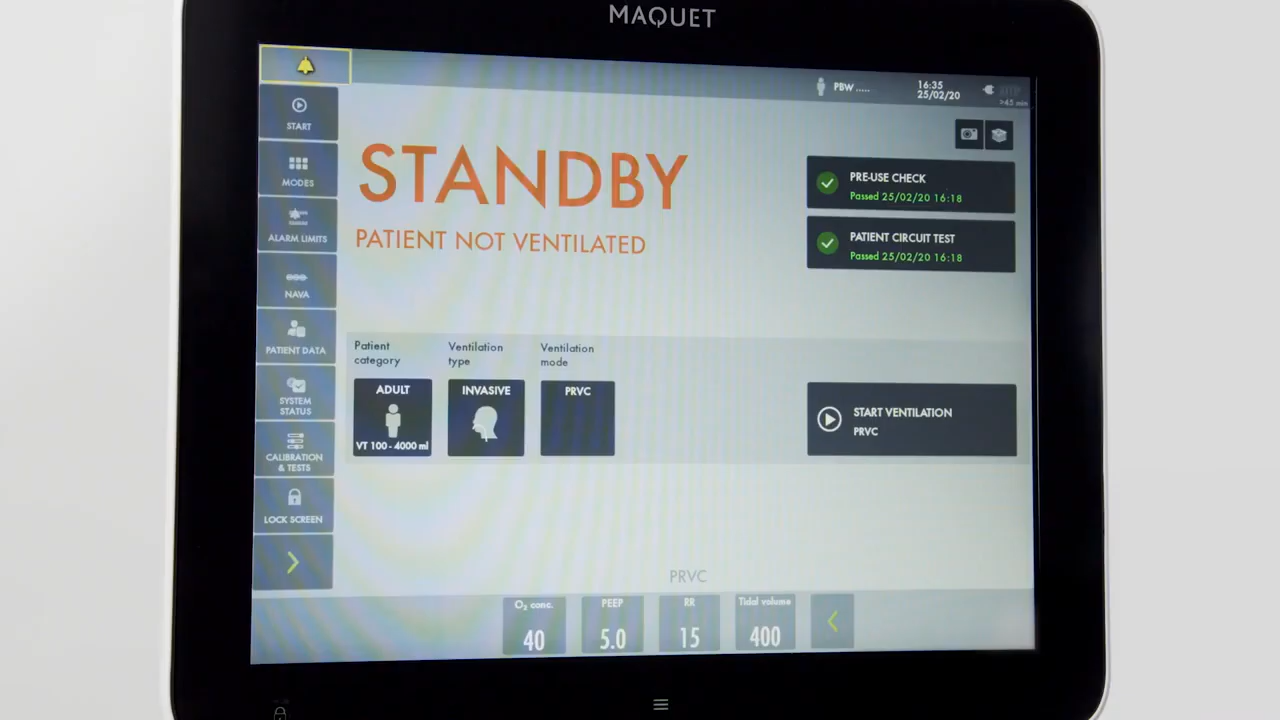 MAQUET
PBW .....
16:35
25/02/20
>45 min
START
MODES
ALARM LIMITS
NAVA
PATIENT DATA
SYSTEM
STATUS
CALIBRATION
& TESTS
LOCK SCREEN
STANDBY
PATIENT NOT VENTILATED
PRE-USE CHECK
Passed 25/02/20 16:18
PATIENT CIRCUIT TEST
Passed 25/02/20 16:18
Patient
category
ADULT
VT 100 - 4000 ml
Ventilation
type
INVASIVE
Ventilation
mode
PRVC
START VENTILATION
PRVC
PRVC
O₂ conc.
40
PEEP
5.0
RR
15
Tidal volume
400